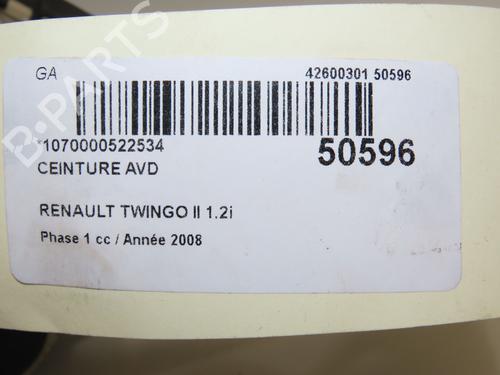 GA
42600301 50596
*1070000522534
50596
CEINTURE AVD
RENAULT TWINGO II 1.2i
Phase 1 cc / Année 2008
B-PARTS